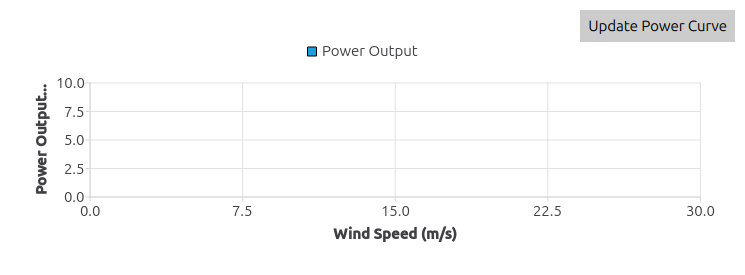 Update Power Curve
Power Output
Power Output...
10.0
7.5
5.0
2.5
0.0
0.0 7.5 15.0 22.5 30.0
Wind Speed (m/s)